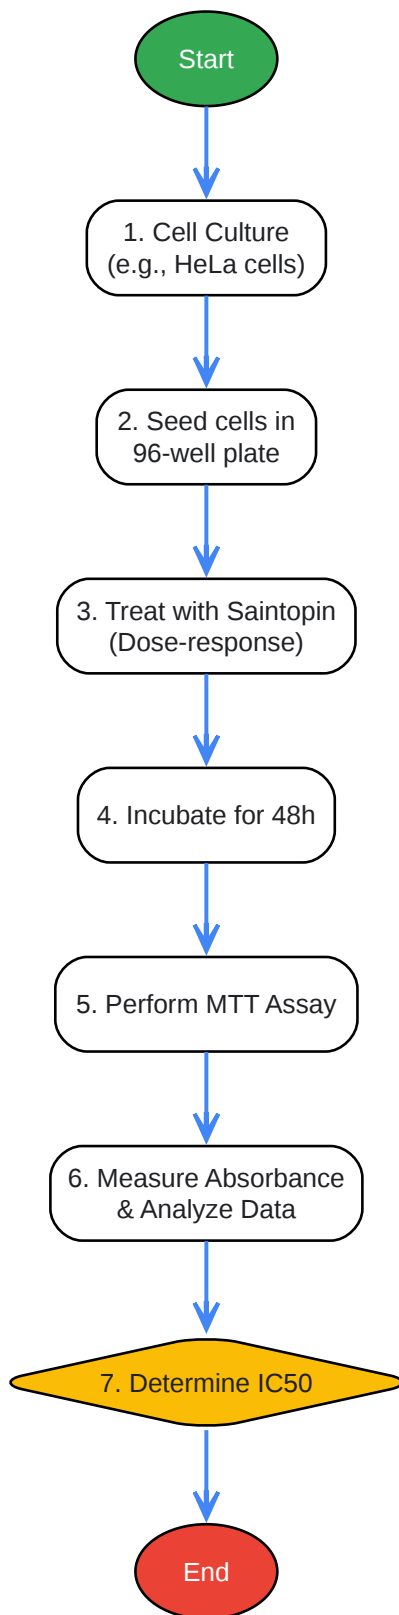 Start
1. Cell Culture
(e.g., HeLa cells)
2. Seed cells in
96-well plate
3. Treat with Saintopin
(Dose-response)
4. Incubate for 48h
5. Perform MTT Assay
6. Measure Absorbance
& Analyze Data
7. Determine IC50
End